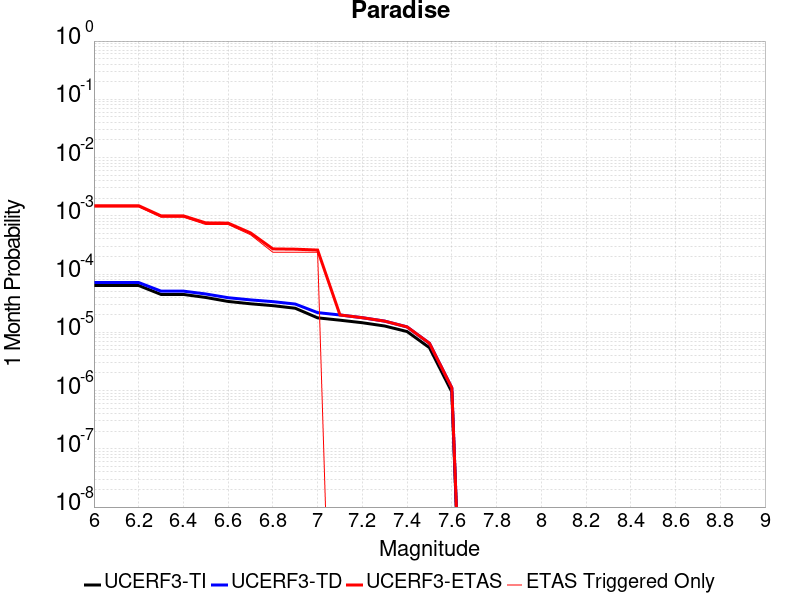 Paradise
10 0
10 -1
10 -2
10 -3
10 -4
10 -5
10 -6
10 -7
10 -8
1 Month Probability
6 6.2 6.4 6.6 6.8 7 7.2 7.4 7.6 7.8 8 8.2 8.4 8.6 8.8 9
Magnitude
UCERF3-TI UCERF3-TD UCERF3-ETAS ETAS Triggered Only